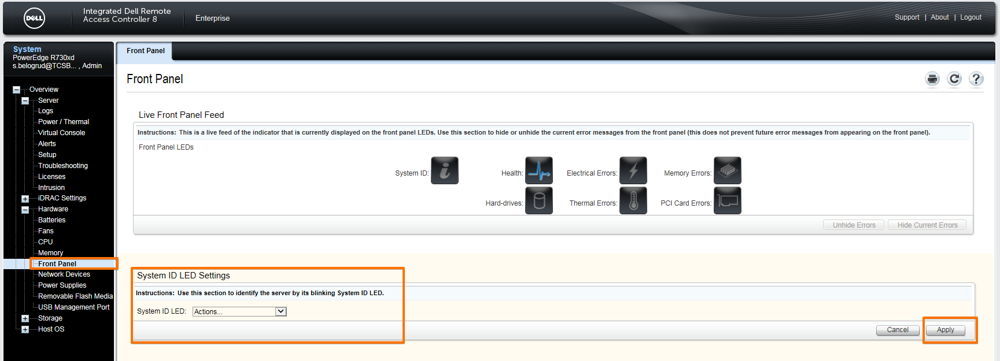 DELL
Integrated Dell Remote
Access Controller 8
Enterprise
Support | About | Logout
System
PowerEdge R730xd
s.belogrud@TCSB... , Admin
Overview
Server
Logs
Power / Thermal
Virtual Console
Alerts
Setup
Troubleshooting
Licenses
Intrusion
iDRAC Settings
Hardware
Batteries
Fans
CPU
Memory
Front Panel
Network Devices
Power Supplies
Removable Flash Media
USB Management Port
Storage
Host OS
Front Panel
Front Panel
Live Front Panel Feed
Instructions: This is a live feed of the indicator that is currently displayed on the front panel LEDs. Use this section to hide or unhide the current error messages from the front panel (this does not prevent future error messages from appearing on the front panel).
Front Panel LEDs
System ID: Health: Electrical Errors: Memory Errors:
Hard-drives: Thermal Errors: PCI Card Errors:
Unhide Errors Hide Current Errors
System ID LED Settings
Instructions: Use this section to identify the server by its blinking System ID LED.
System ID LED: Actions...
Cancel Apply